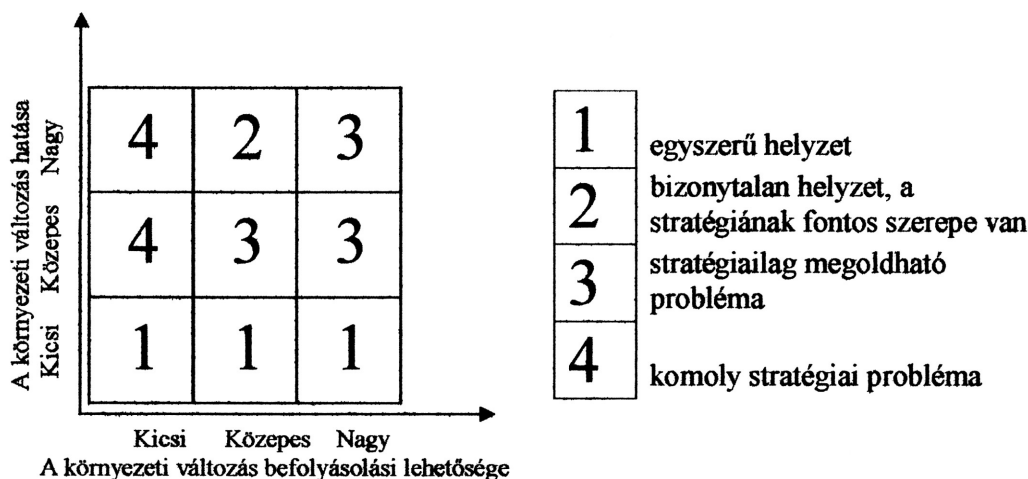 A környezeti változás hatása
Nagy
Közepes
Kicsi
4 2 3
4 3 3
1 1 1
Kicsi Közepes Nagy
A környezeti változás befolyásolási lehetősége
1 egyszerű helyzet
2 bizonytalan helyzet, a
stratégiának fontos szerepe van
3 stratégiailag megoldható
probléma
4 komoly stratégiai probléma